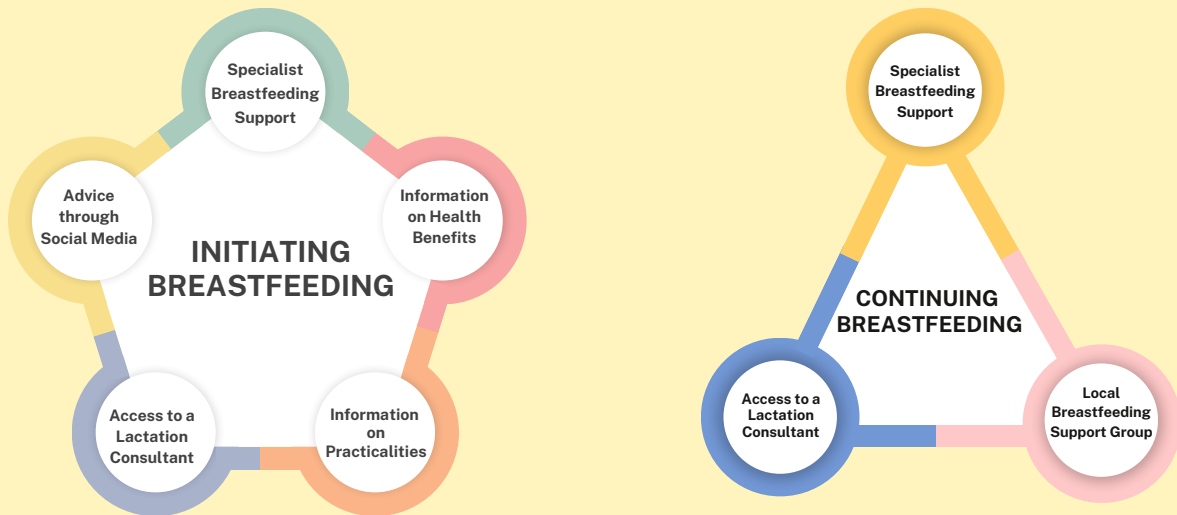 Specialist
Breastfeeding
Support
Advice
through
Social Media
Information
on Health
Benefits
INITIATING
BREASTFEEDING
Access to a
Lactation
Consultant
Information
on
Practicalities
Specialist
Breastfeeding
Support
CONTINUING
BREASTFEEDING
Access to a
Lactation
Consultant
Local
Breastfeeding
Support Group